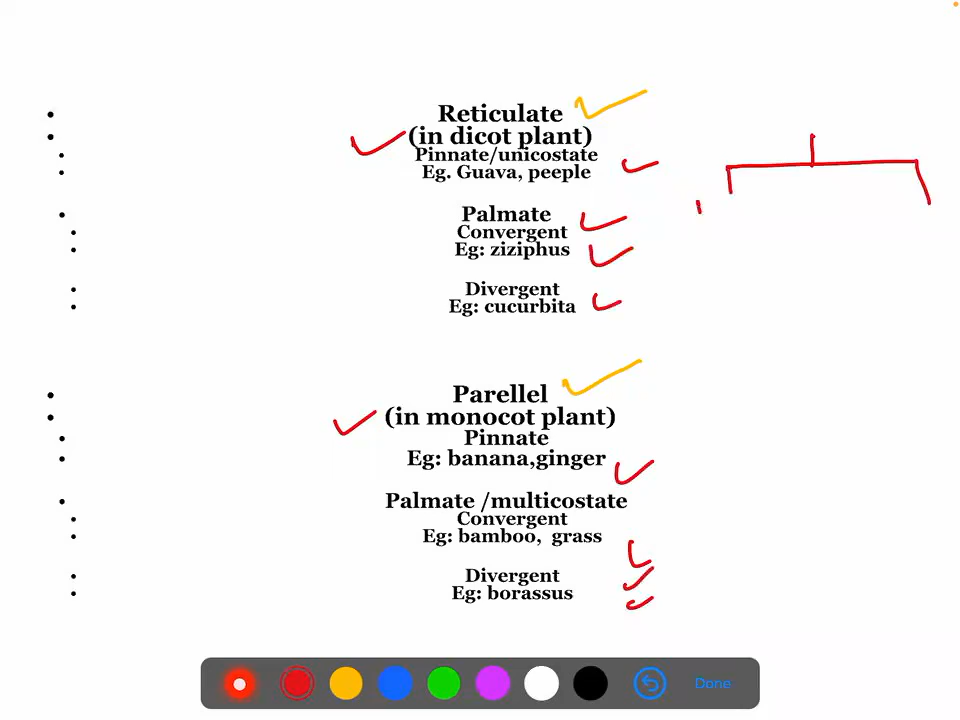 Reticulate
(in dicot plant)
Pinnate/unicostate
Eg. Guava, peeple
Palmate
Convergent
Eg: ziziphus
Divergent
Eg: cucurbita
Parellel
(in monocot plant)
Pinnate
Eg: banana,ginger
Palmate /multicostate
Convergent
Eg: bamboo, grass
Divergent
Eg: borassus
Done